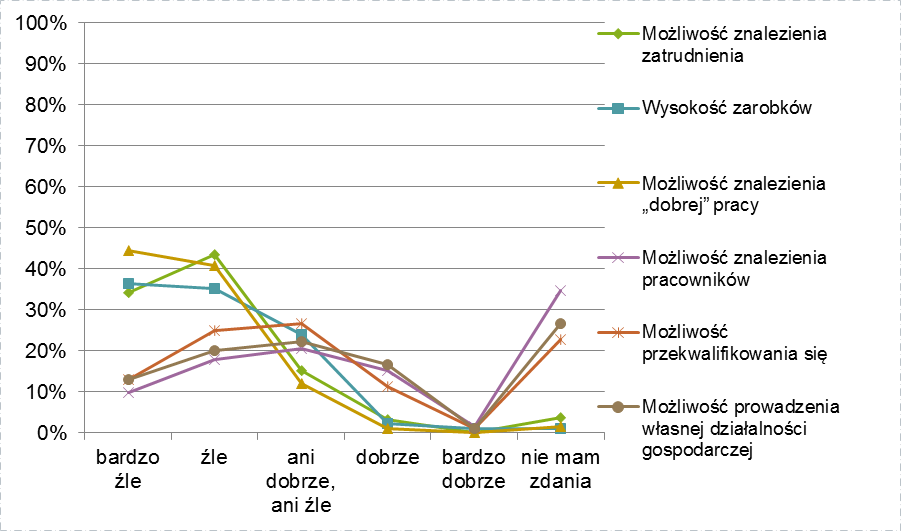 100%
90%
80%
70%
60%
50%
40%
30%
20%
10%
0%
bardzo
źle
źle
ani
dobrze,
ani źle
dobrze
bardzo
dobrze
nie mam
zdania
Możliwość znalezienia
zatrudnienia
Wysokość zarobków
Możliwość znalezienia
„dobrej” pracy
Możliwość znalezienia
pracowników
Możliwość
przekwalifikowania się
Możliwość prowadzenia
własnej działalności
gospodarczej